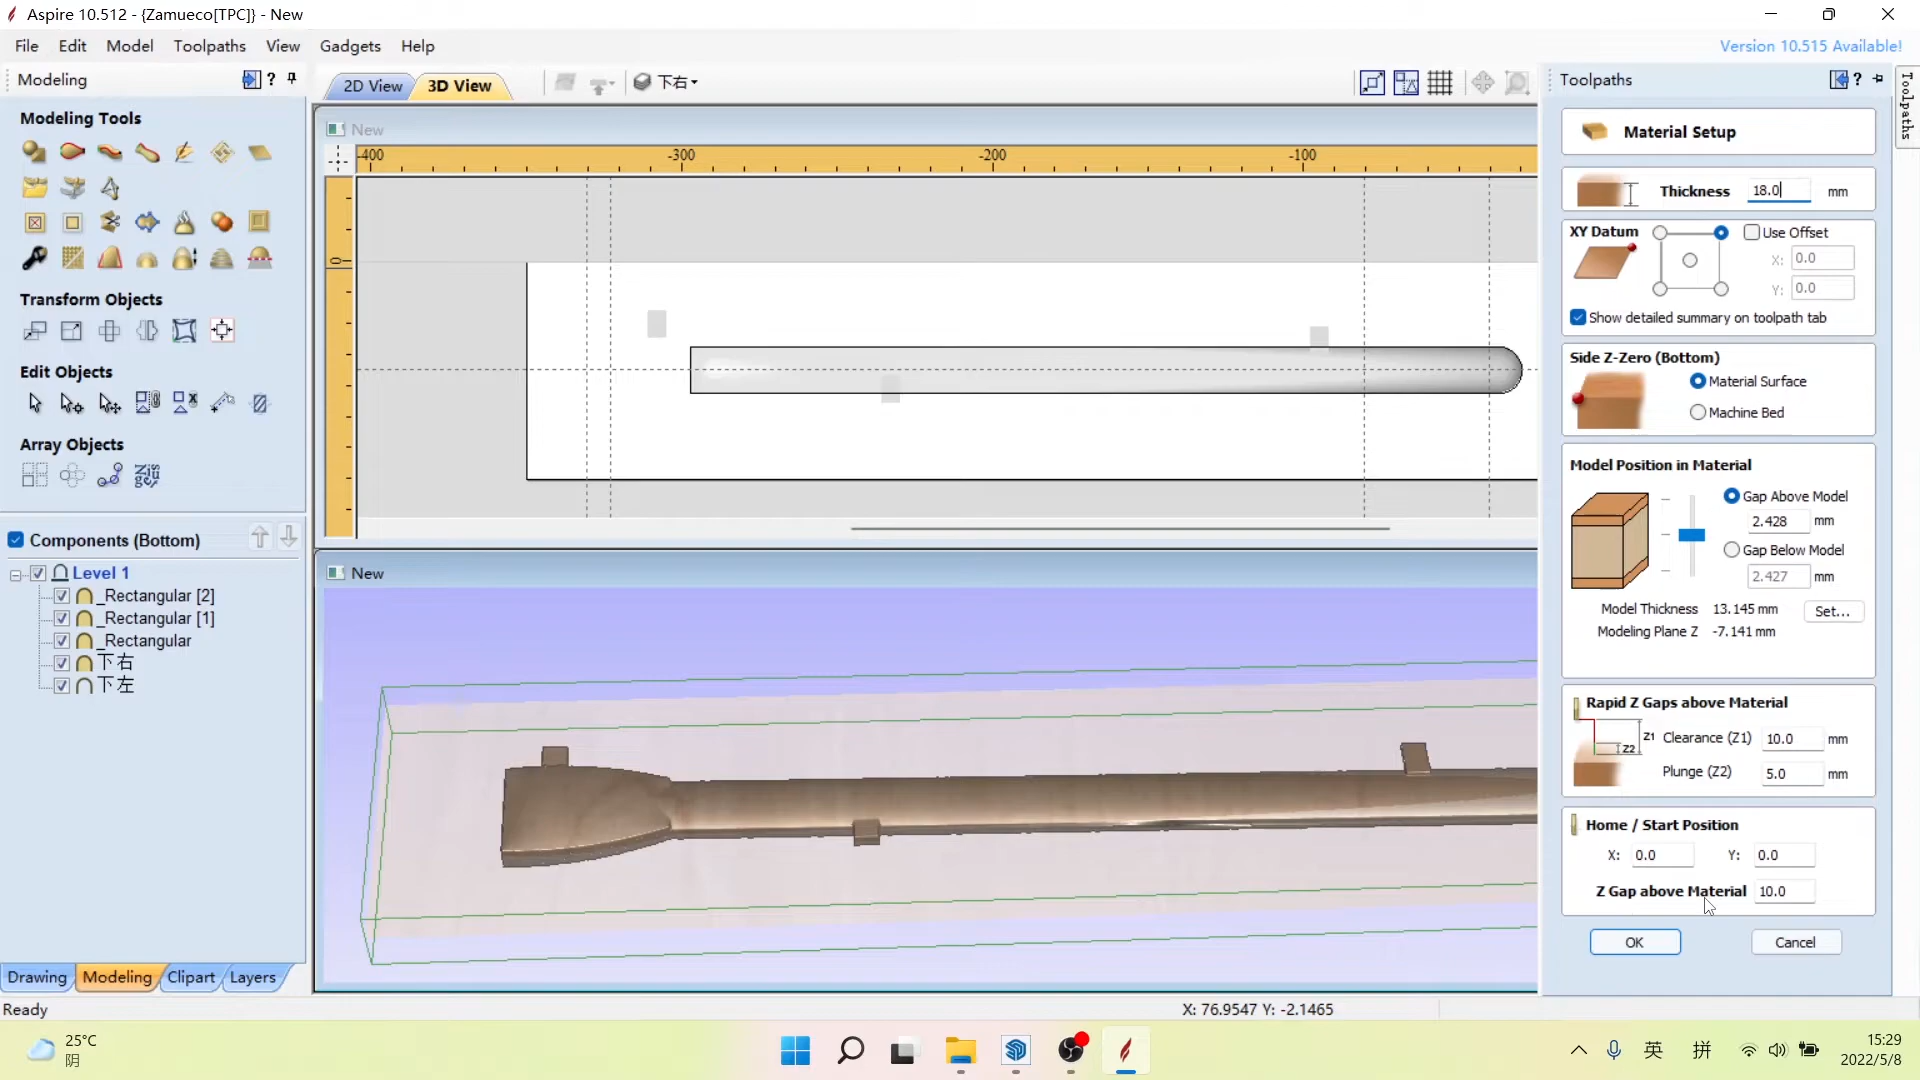 Aspire 10.512 - {Zamueco[TPC]} - New
File Edit Model Toolpaths View Gadgets Help
Version 10.515 Available!
Modeling
?
2D View
3D View
下右
Toolpaths
?
Toolpaths
Modeling Tools
Transform Objects
Edit Objects
Array Objects
Components (Bottom)
Level 1
_Rectangular [2]
_Rectangular [1]
_Rectangular
下右
下左
Drawing
Modeling
Clipart
Layers
New
-400
-300
-200
-100
0
New
Material Setup
Thickness 18.0 mm
XY Datum
Use Offset
X: 0.0
Y: 0.0
Show detailed summary on toolpath tab
Side Z-Zero (Bottom)
Material Surface
Machine Bed
Model Position in Material
Gap Above Model
2.428 mm
Gap Below Model
2.427 mm
Model Thickness 13.145 mm
Set...
Modeling Plane Z -7.141 mm
Rapid Z Gaps above Material
Z1
Z2
Clearance (Z1) 10.0 mm
Plunge (Z2) 5.0 mm
Home / Start Position
X: 0.0 Y: 0.0
Z Gap above Material 10.0
OK
Cancel
Ready
X: 76.9547 Y: -2.1465
25°C
阴
英
拼
15:29
2022/5/8